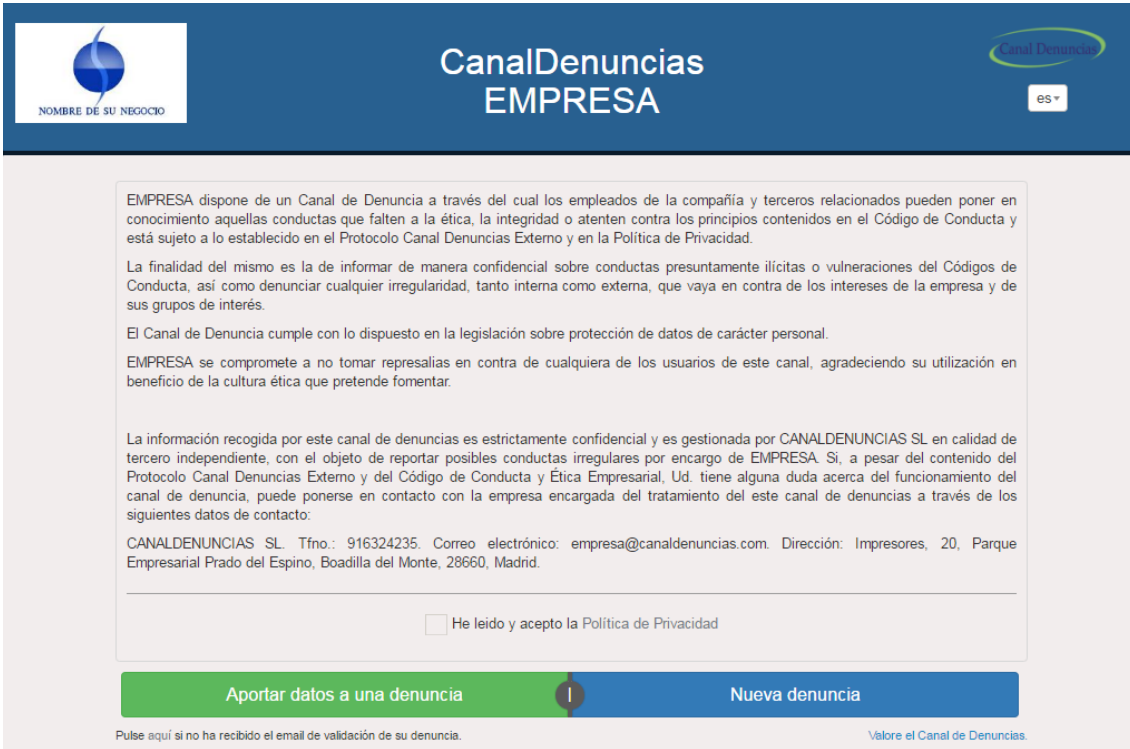 NOMBRE DE SU NEGOCIO
CanalDenuncias
EMPRESA
Canal Denuncias
es
EMPRESA dispone de un Canal de Denuncia a través del cual los empleados de la compañía y terceros relacionados pueden poner en
conocimiento aquellas conductas que falten a la ética, la integridad o atenten contra los principios contenidos en el Código de Conducta y
está sujeto a lo establecido en el Protocolo Canal Denuncias Externo y en la Política de Privacidad.
La finalidad del mismo es la de informar de manera confidencial sobre conductas presuntamente ilícitas o vulneraciones del Códigos de
Conducta, así como denunciar cualquier irregularidad, tanto interna como externa, que vaya en contra de los intereses de la empresa y de
sus grupos de interés.
El Canal de Denuncia cumple con lo dispuesto en la legislación sobre protección de datos de carácter personal.
EMPRESA se compromete a no tomar represalias en contra de cualquiera de los usuarios de este canal, agradeciendo su utilización en
beneficio de la cultura ética que pretende fomentar.
La información recogida por este canal de denuncias es estrictamente confidencial y es gestionada por CANALDENUNCIAS SL en calidad de
tercero independiente, con el objeto de reportar posibles conductas irregulares por encargo de EMPRESA. Si, a pesar del contenido del
Protocolo Canal Denuncias Externo y del Código de Conducta y Ética Empresarial, Ud. tiene alguna duda acerca del funcionamiento del
canal de denuncia, puede ponerse en contacto con la empresa encargada del tratamiento del este canal de denuncias a través de los
siguientes datos de contacto:
CANALDENUNCIAS SL. Tfno.: 916324235. Correo electrónico: empresa@canaldenuncias.com. Dirección: Impresores, 20, Parque
Empresarial Prado del Espino, Boadilla del Monte, 28660, Madrid.
He leido y acepto la Política de Privacidad
Aportar datos a una denuncia | Nueva denuncia
Pulse aquí si no ha recibido el email de validación de su denuncia. Valore el Canal de Denuncias.